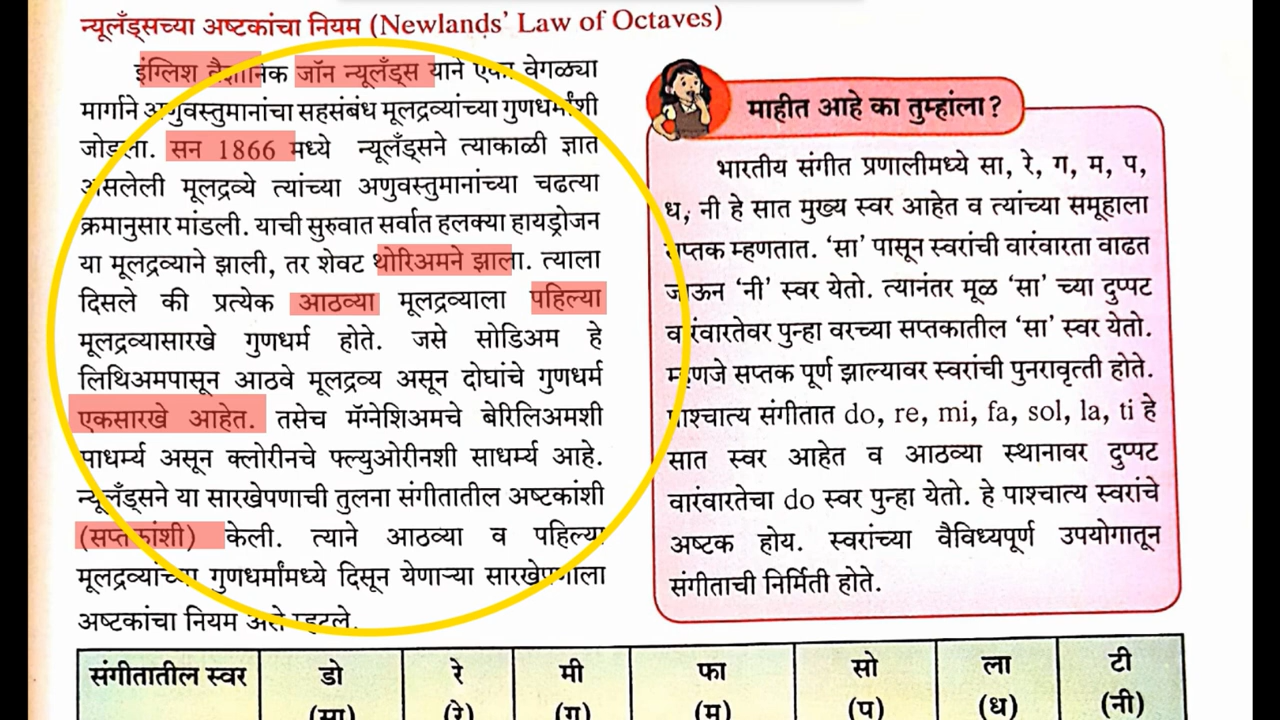 न्यूलँड्सच्या अष्टकांचा नियम (Newlands' Law of Octaves)
इंग्लिश वैज्ञानिक जॉन न्यूलँड्स याने एका वेगळ्या
मार्गाने अणुवस्तुमानांचा सहसंबंध मूलद्रव्यांच्या गुणधर्मांशी
जोडला. सन 1866 मध्ये न्यूलँड्सने त्याकाळी ज्ञात
असलेली मूलद्रव्ये त्यांच्या अणुवस्तुमानांच्या चढत्या
क्रमानुसार मांडली. याची सुरुवात सर्वात हलक्या हायड्रोजन
या मूलद्रव्याने झाली, तर शेवट थोरिअमने झाला. त्याला
दिसले की प्रत्येक आठव्या मूलद्रव्याला पहिल्या
मूलद्रव्यासारखे गुणधर्म होते. जसे सोडिअम हे
लिथिअमपासून आठवे मूलद्रव्य असून दोघांचे गुणधर्म
एकसारखे आहेत. तसेच मॅग्नेशिअमचे बेरिलिअमशी
साधर्म्य असून क्लोरीनचे फ्ल्युओरीनशी साधर्म्य आहे.
न्यूलँड्सने या सारखेपणाची तुलना संगीतातील अष्टकांशी
(सप्तकांशी) केली. त्याने आठव्या व पहिल्या
मूलद्रव्याच्या गुणधर्मांमध्ये दिसून येणाऱ्या सारखेपणाला
अष्टकांचा नियम असे म्हटले.
माहीत आहे का तुम्हांला ?
भारतीय संगीत प्रणालीमध्ये सा, रे, ग, म, प,
ध, नी हे सात मुख्य स्वर आहेत व त्यांच्या समूहाला
सप्तक म्हणतात. 'सा' पासून स्वरांची वारंवारता वाढत
जाऊन 'नी' स्वर येतो. त्यानंतर मूळ 'सा' च्या दुप्पट
वारंवारतेवर पुन्हा वरच्या सप्तकातील 'सा' स्वर येतो.
म्हणजे सप्तक पूर्ण झाल्यावर स्वरांची पुनरावृत्ती होते.
पाश्चात्य संगीतात do, re, mi, fa, sol, la, ti हे
सात स्वर आहेत व आठव्या स्थानावर दुप्पट
वारंवारतेचा do स्वर पुन्हा येतो. हे पाश्चात्य स्वरांचे
अष्टक होय. स्वरांच्या वैविध्यपूर्ण उपयोगातून
संगीताची निर्मिती होते.
संगीतातील स्वर डो रे मी फा सो ला टी
(सा) (रे) (ग) (म) (प) (ध) (नी)